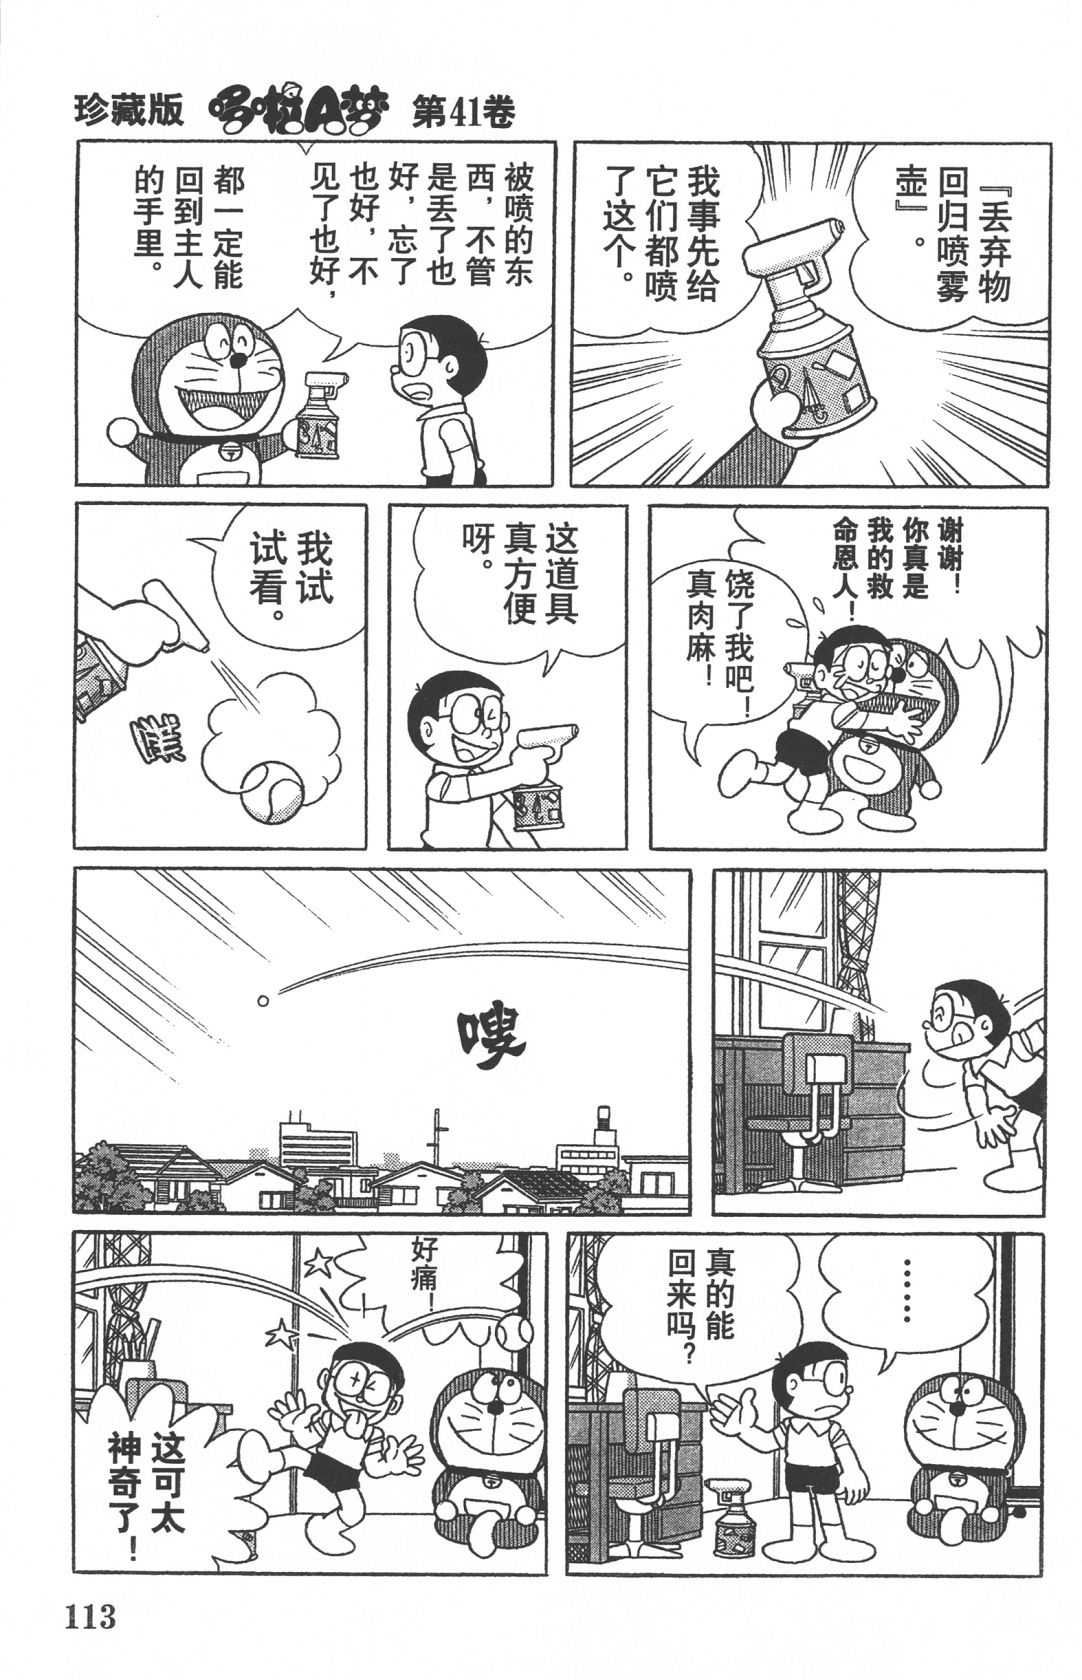 珍藏版 哆啦A梦 第41卷
『丢弃物
回归喷雾
壶』。
我事先给
它们都喷
了这个。
被喷的东
西,不管
是丢了也
好,忘了
也好,不
见了也好,
都一定能
回到主人
的手里。
谢谢!
你真是
我的救
命恩人!
饶了我吧!
真肉麻!
这道具
真方便
呀。
我试
试看。
嗖
……
真的能
回来吗?
好痛!
这可太
神奇了!
113